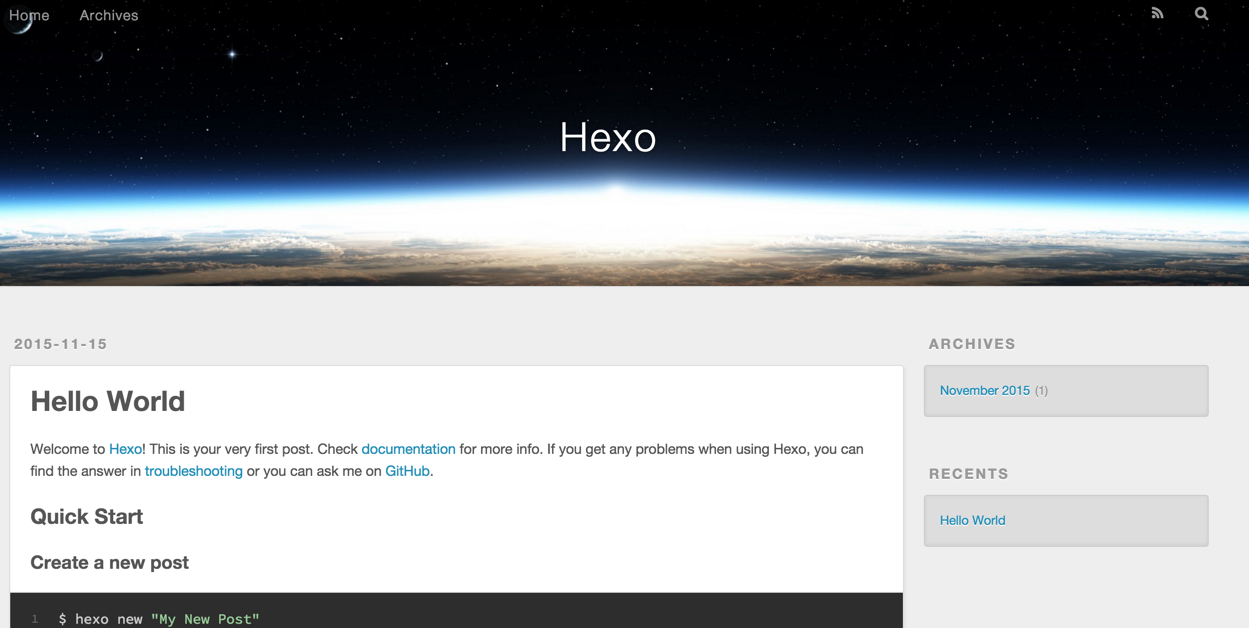 Home Archives
Hexo
2015-11-15
Hello World
Welcome to Hexo! This is your very first post. Check documentation for more info. If you get any problems when using Hexo, you can
find the answer in troubleshooting or you can ask me on GitHub.
Quick Start
Create a new post
1 $ hexo new "My New Post"
ARCHIVES
November 2015 (1)
RECENTS
Hello World